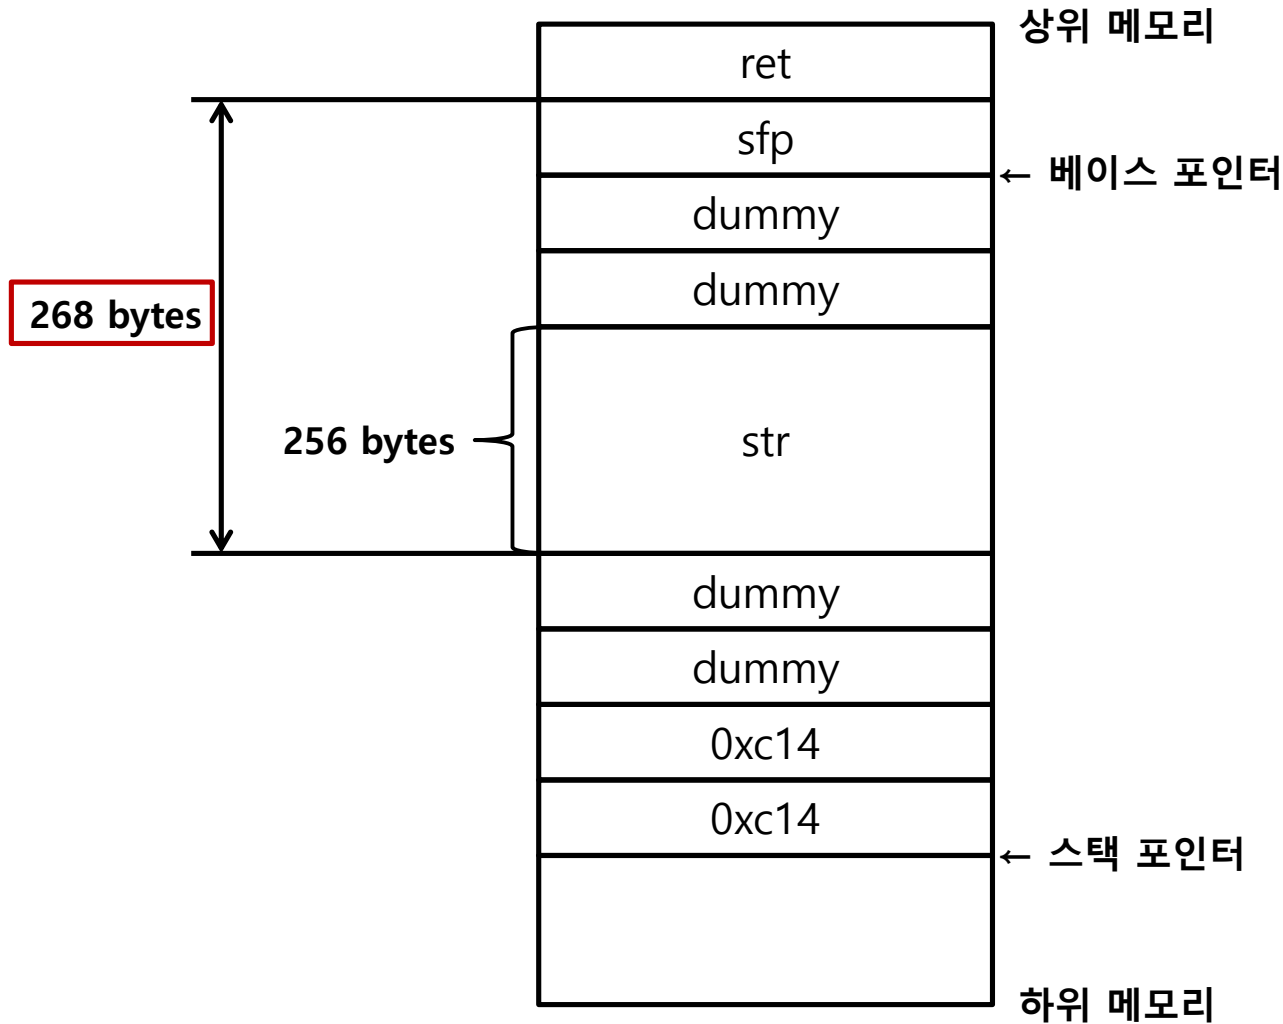 상위 메모리
ret
sfp
← 베이스 포인터
dummy
dummy
268 bytes
256 bytes
str
dummy
dummy
0xc14
0xc14
← 스택 포인터
하위 메모리